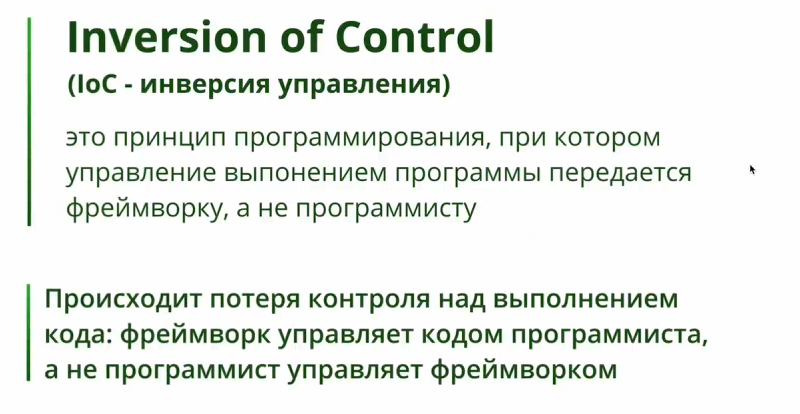 Inversion of Control
(IoC - инверсия управления)
это принцип программирования, при котором
управление выпонением программы передается
фреймворку, а не программисту
Происходит потеря контроля над выполнением
кода: фреймворк управляет кодом программиста,
а не программист управляет фреймворком